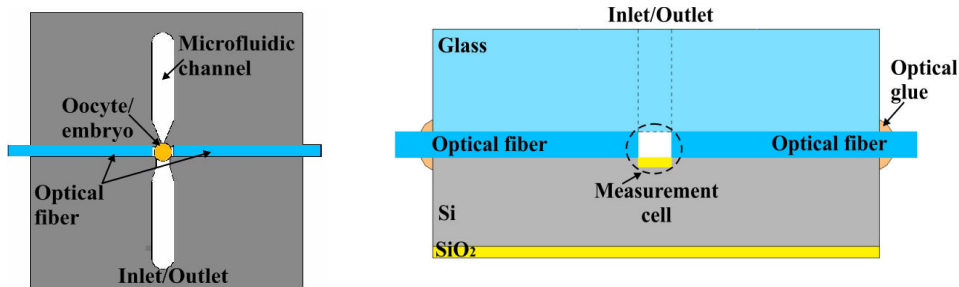 Microfluidic
channel
Oocyte/
embryo
Optical
fiber
Inlet/Outlet
Inlet/Outlet
Glass
Optical
glue
Optical fiber
Optical fiber
Measurement
cell
Si
SiO₂